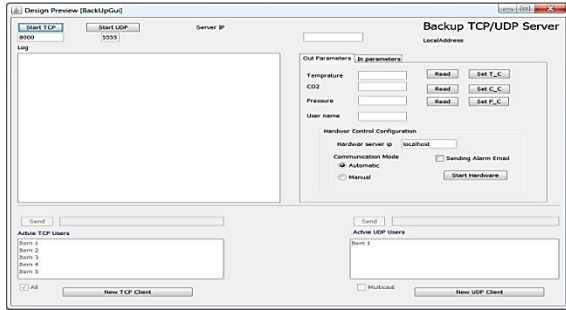 Design Preview [BackUpGui]
Start TCP Start UDP Server IP Backup TCP/UDP Server
8000 5555 LocalAddress
Log
Out Parameters In parameters
Temprature Read Set T_C
CO2 Read Set C_C
Pressure Read Set P_C
User name
Hardwor Control Configuration
Hardwar server ip localhost
Communication Mode Sending Alarm Email
Automatic
Manual Start Hardware
Send Send
Actvie TCP Users Actvie UDP Users
Item 1 Item 1
Item 2
Item 3
Item 4
Item 5
All Multicast
New TCP Client New UDP Client